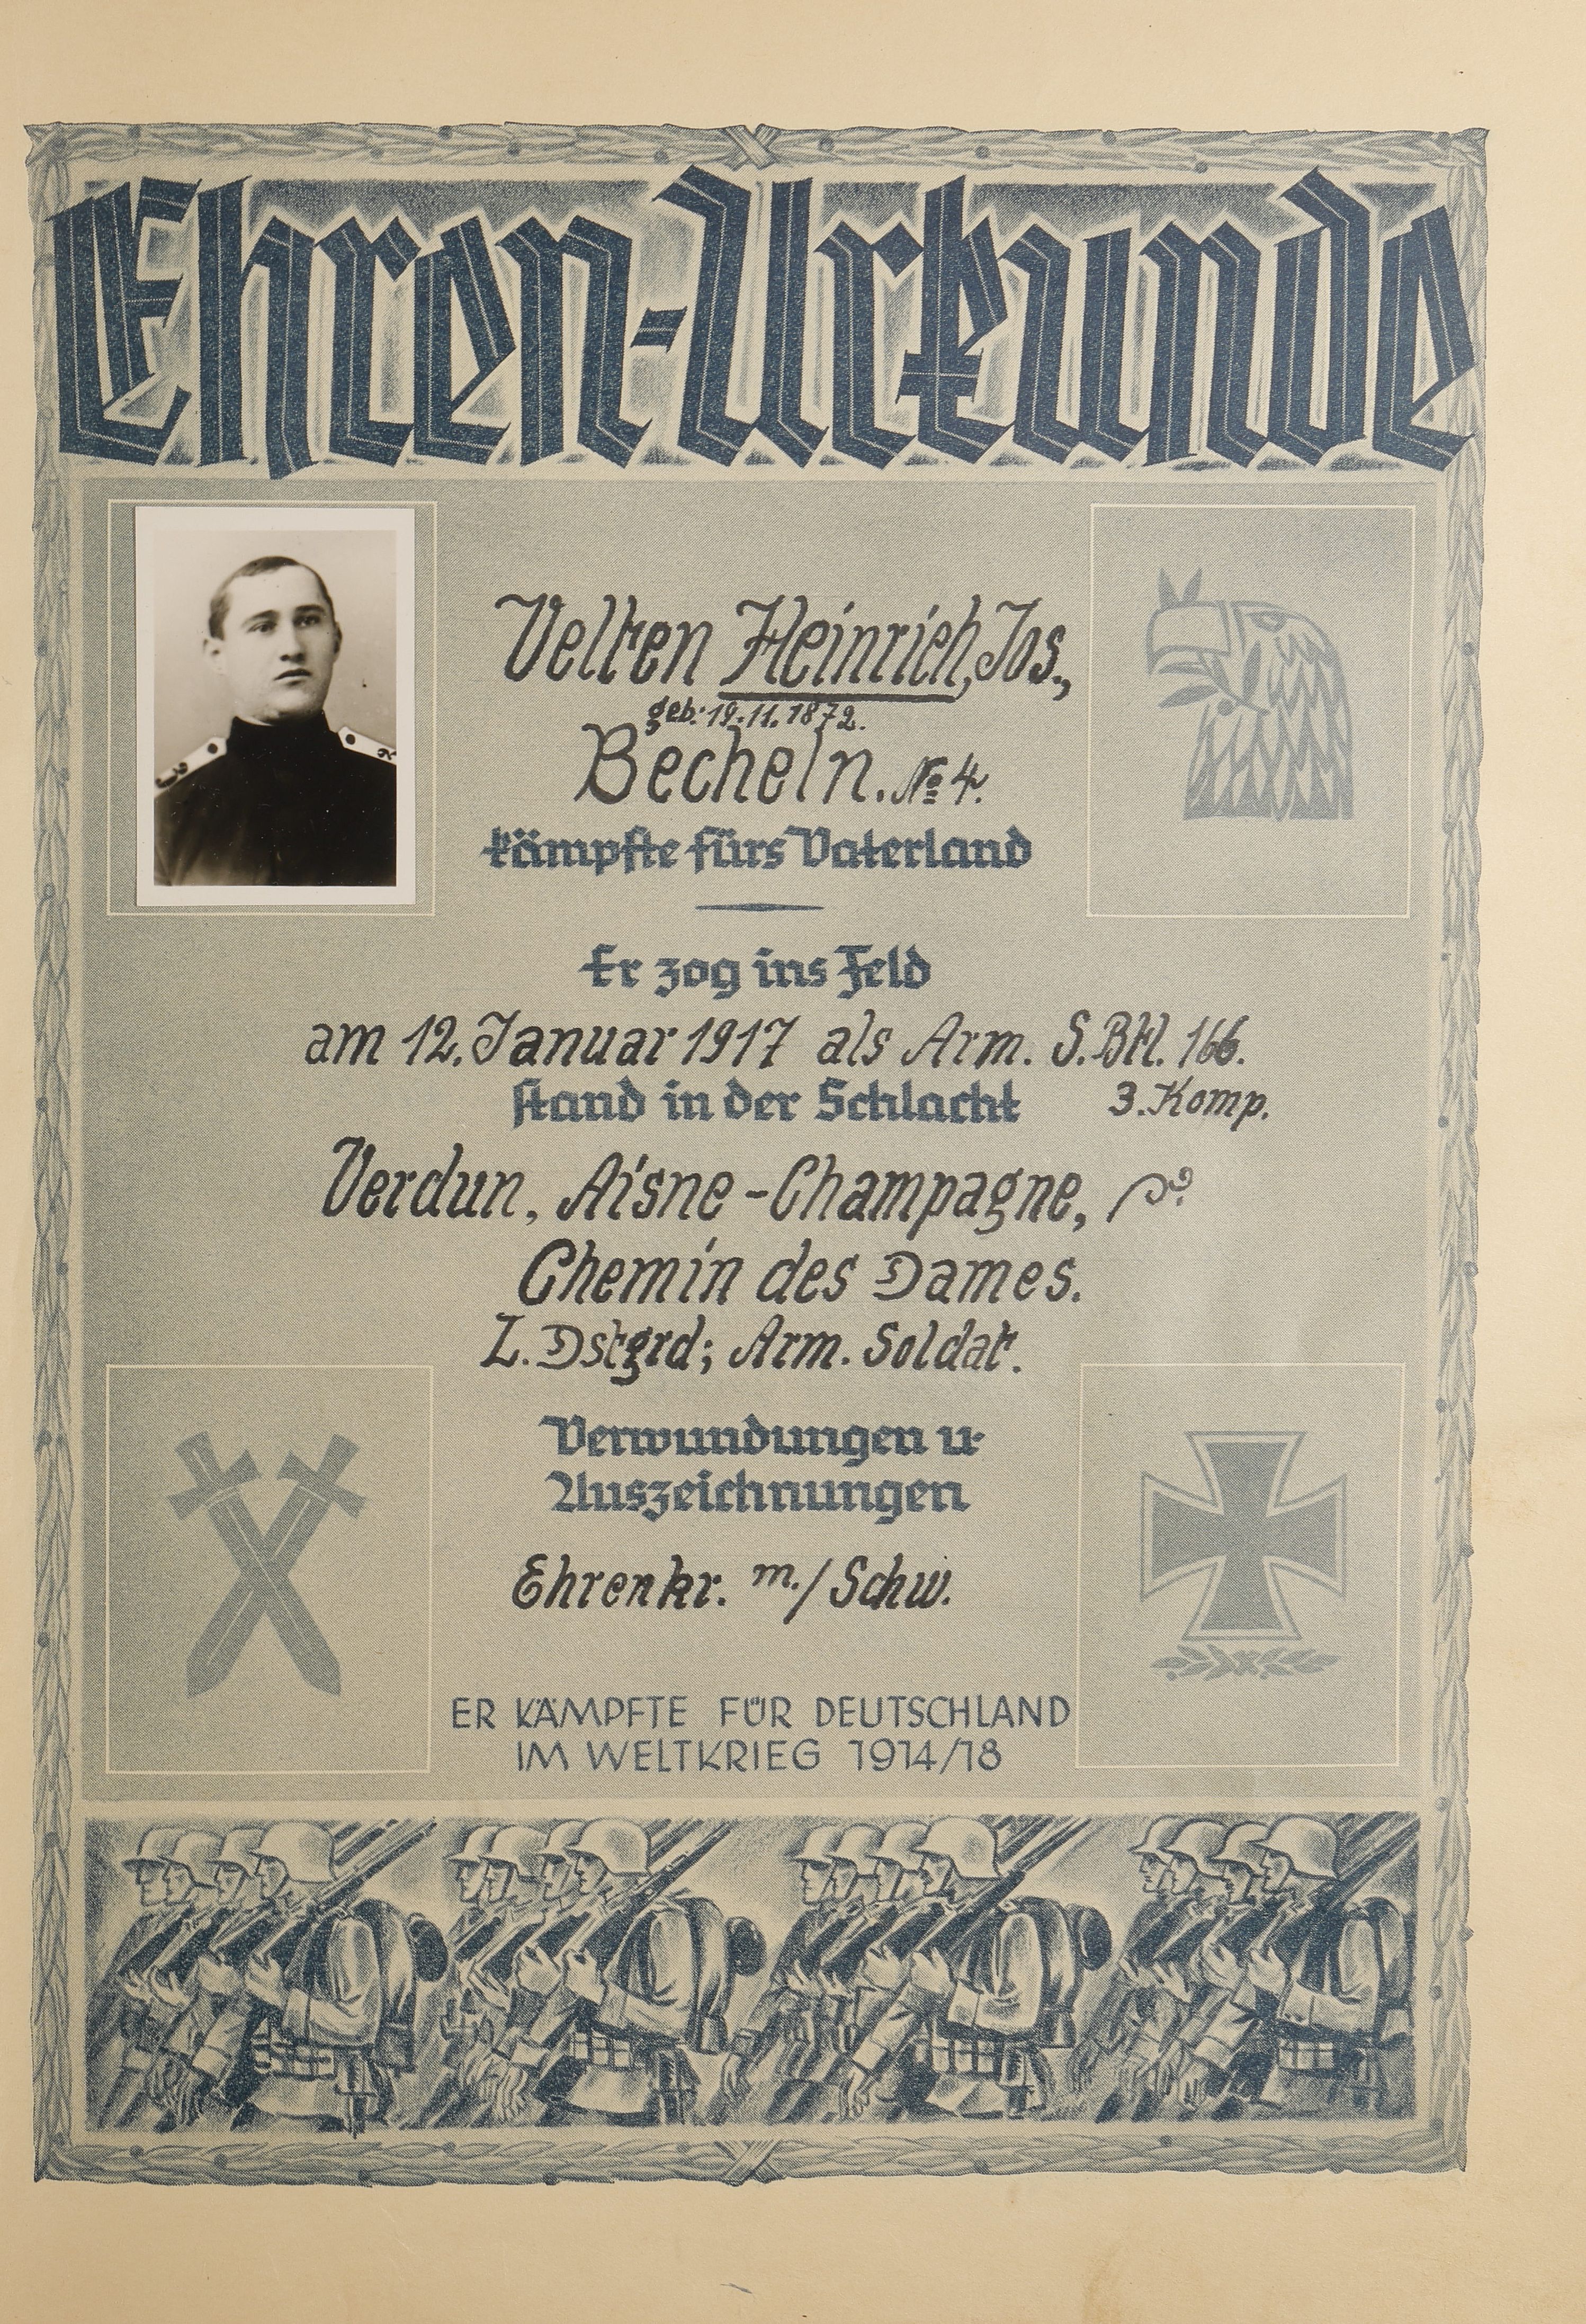 Ehren-Urkunde
Velten Heinrich, Jos.,
geb. 19.11.1872.
Becheln. № 4.
kämpfte fürs Vaterland
Er zog ins Feld
am 12. Januar 1917 als Arm. S. Btl. 166.
stand in der Schlacht 3. Komp.
Verdun, Aisne-Champagne,
Chemin des Dames.
L. Dstgrd; Arm. Soldat.
Verwundungen u.
Auszeichnungen
Ehrenkr. m./Schw.
ER KÄMPFTE FÜR DEUTSCHLAND
IM WELTKRIEG 1914/18